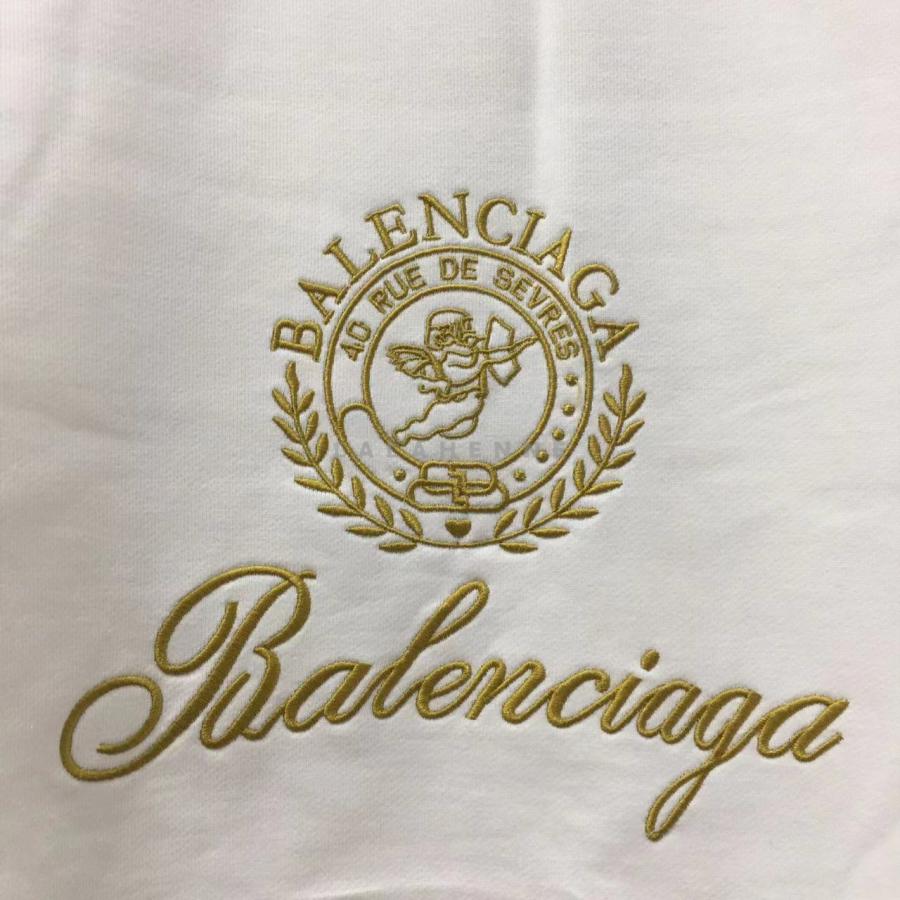 BALENCIAGA
40 RUE DE SEVRES
Balenciaga